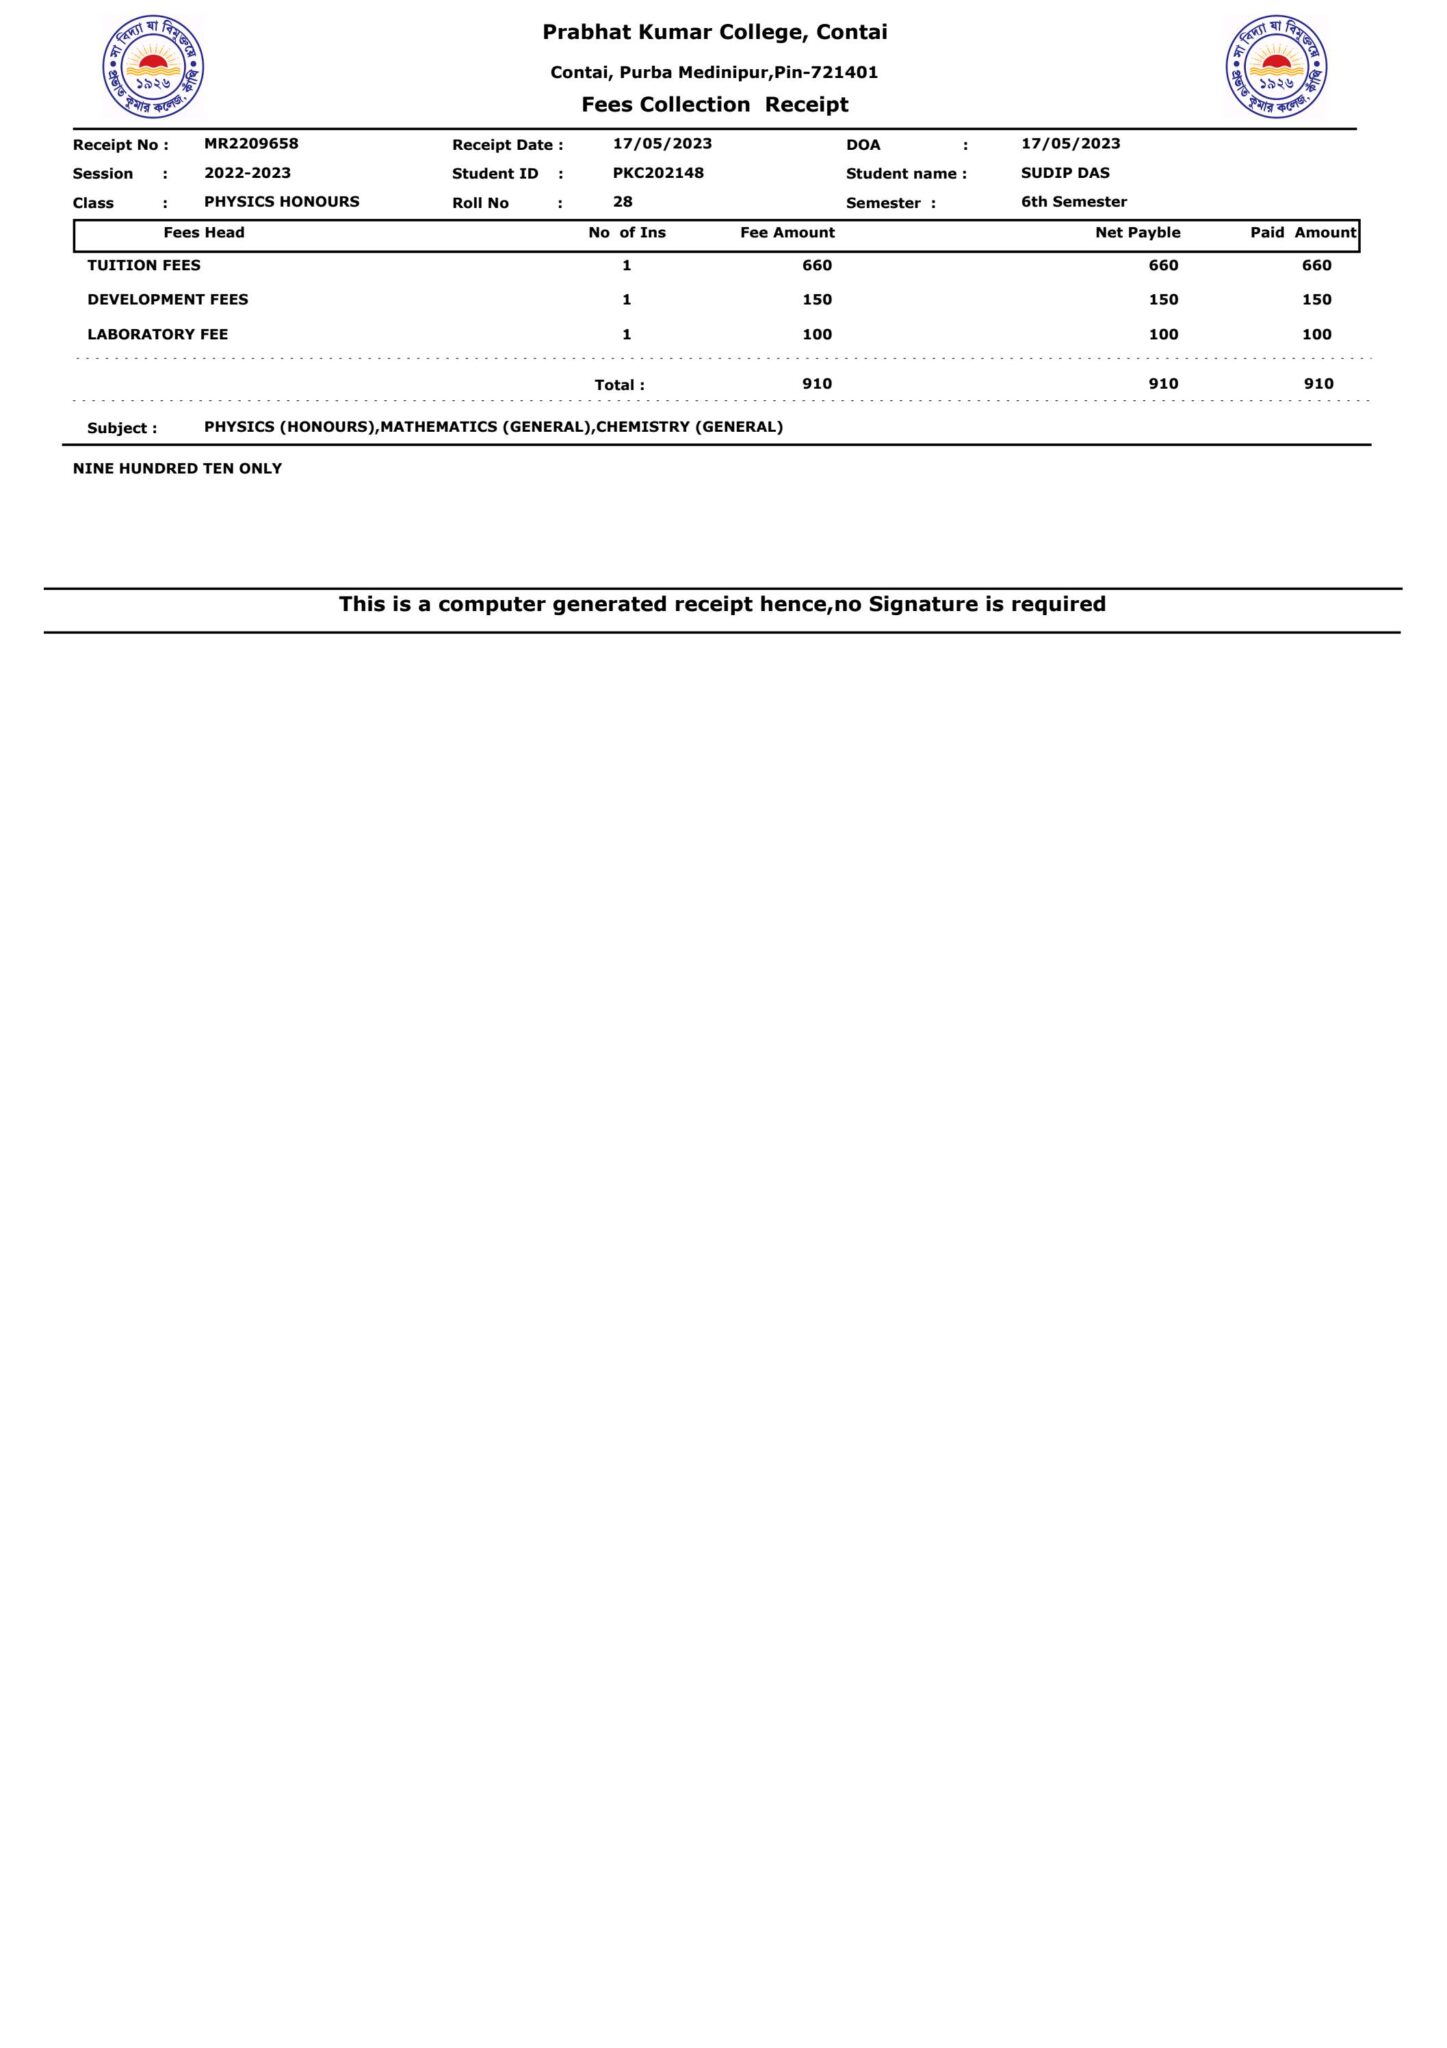 সা বিদ্যা যা বিমুক্তয়ে
১৯২৬
প্রভাত কুমার কলেজ, কাঁথি
Prabhat Kumar College, Contai
Contai, Purba Medinipur,Pin-721401
Fees Collection Receipt
সা বিদ্যা যা বিমুক্তয়ে
১৯২৬
প্রভাত কুমার কলেজ, কাঁথি
Receipt No : MR2209658 Receipt Date : 17/05/2023 DOA : 17/05/2023
Session : 2022-2023 Student ID : PKC202148 Student name : SUDIP DAS
Class : PHYSICS HONOURS Roll No : 28 Semester : 6th Semester
Fees Head No of Ins Fee Amount Net Payble Paid Amount
TUITION FEES 1 660 660 660
DEVELOPMENT FEES 1 150 150 150
LABORATORY FEE 1 100 100 100
Total : 910 910 910
Subject : PHYSICS (HONOURS),MATHEMATICS (GENERAL),CHEMISTRY (GENERAL)
NINE HUNDRED TEN ONLY
This is a computer generated receipt hence,no Signature is required